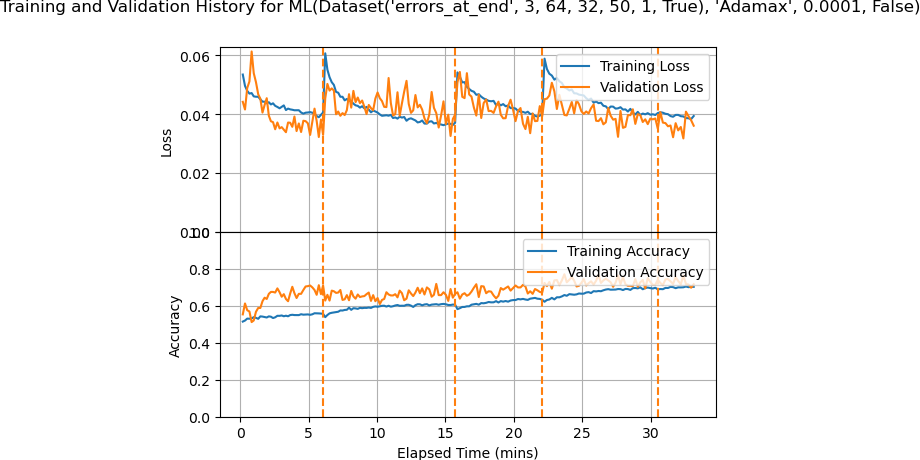 Training and Validation History for ML(Dataset('errors_at_end', 3, 64, 32, 50, 1, True), 'Adamax', 0.0001, False)
0.06
0.04
0.02
0.00
Loss
Training Loss
Validation Loss
1.0
0.8
0.6
0.4
0.2
0.0
Accuracy
Training Accuracy
Validation Accuracy
0 5 10 15 20 25 30
Elapsed Time (mins)